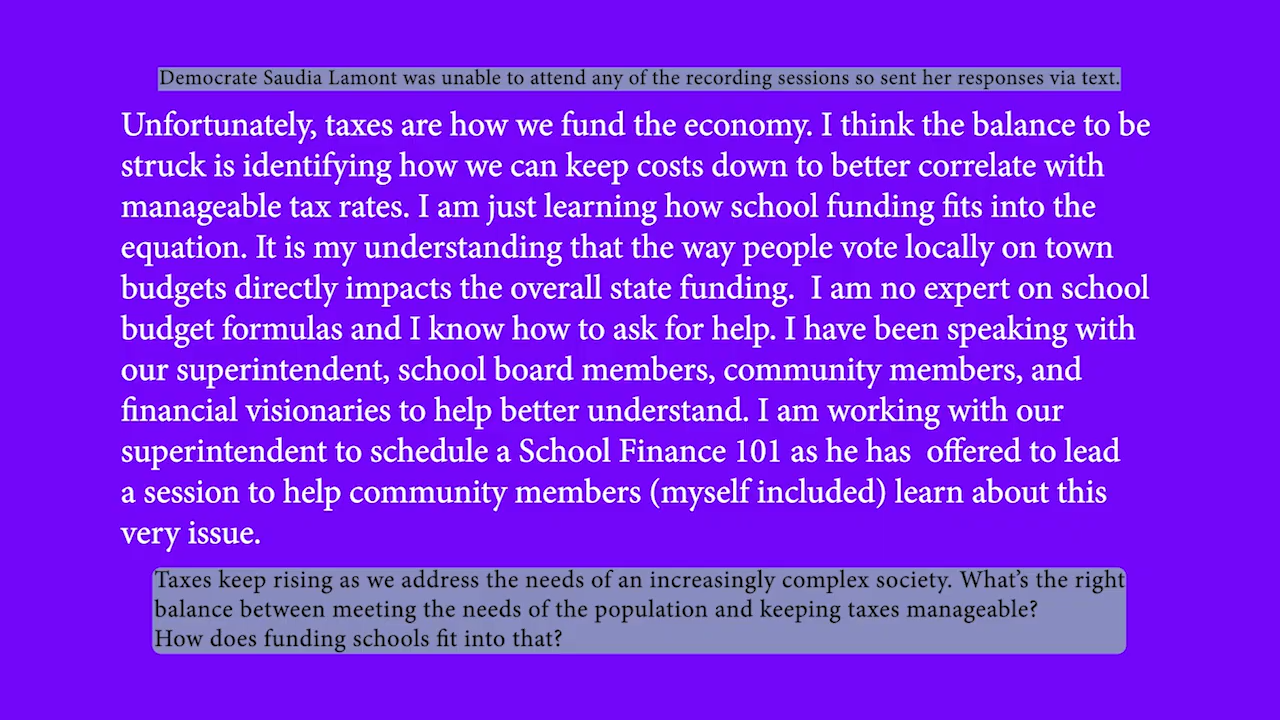 Democrate Saudia Lamont was unable to attend any of the recording sessions so sent her responses via text.
Unfortunately, taxes are how we fund the economy. I think the balance to be
struck is identifying how we can keep costs down to better correlate with
manageable tax rates. I am just learning how school funding fits into the
equation. It is my understanding that the way people vote locally on town
budgets directly impacts the overall state funding.  I am no expert on school
budget formulas and I know how to ask for help. I have been speaking with
our superintendent, school board members, community members, and
financial visionaries to help better understand. I am working with our
superintendent to schedule a School Finance 101 as he has  offered to lead
a session to help community members (myself included) learn about this
very issue.
Taxes keep rising as we address the needs of an increasingly complex society. What’s the right
balance between meeting the needs of the population and keeping taxes manageable?
How does funding schools fit into that?